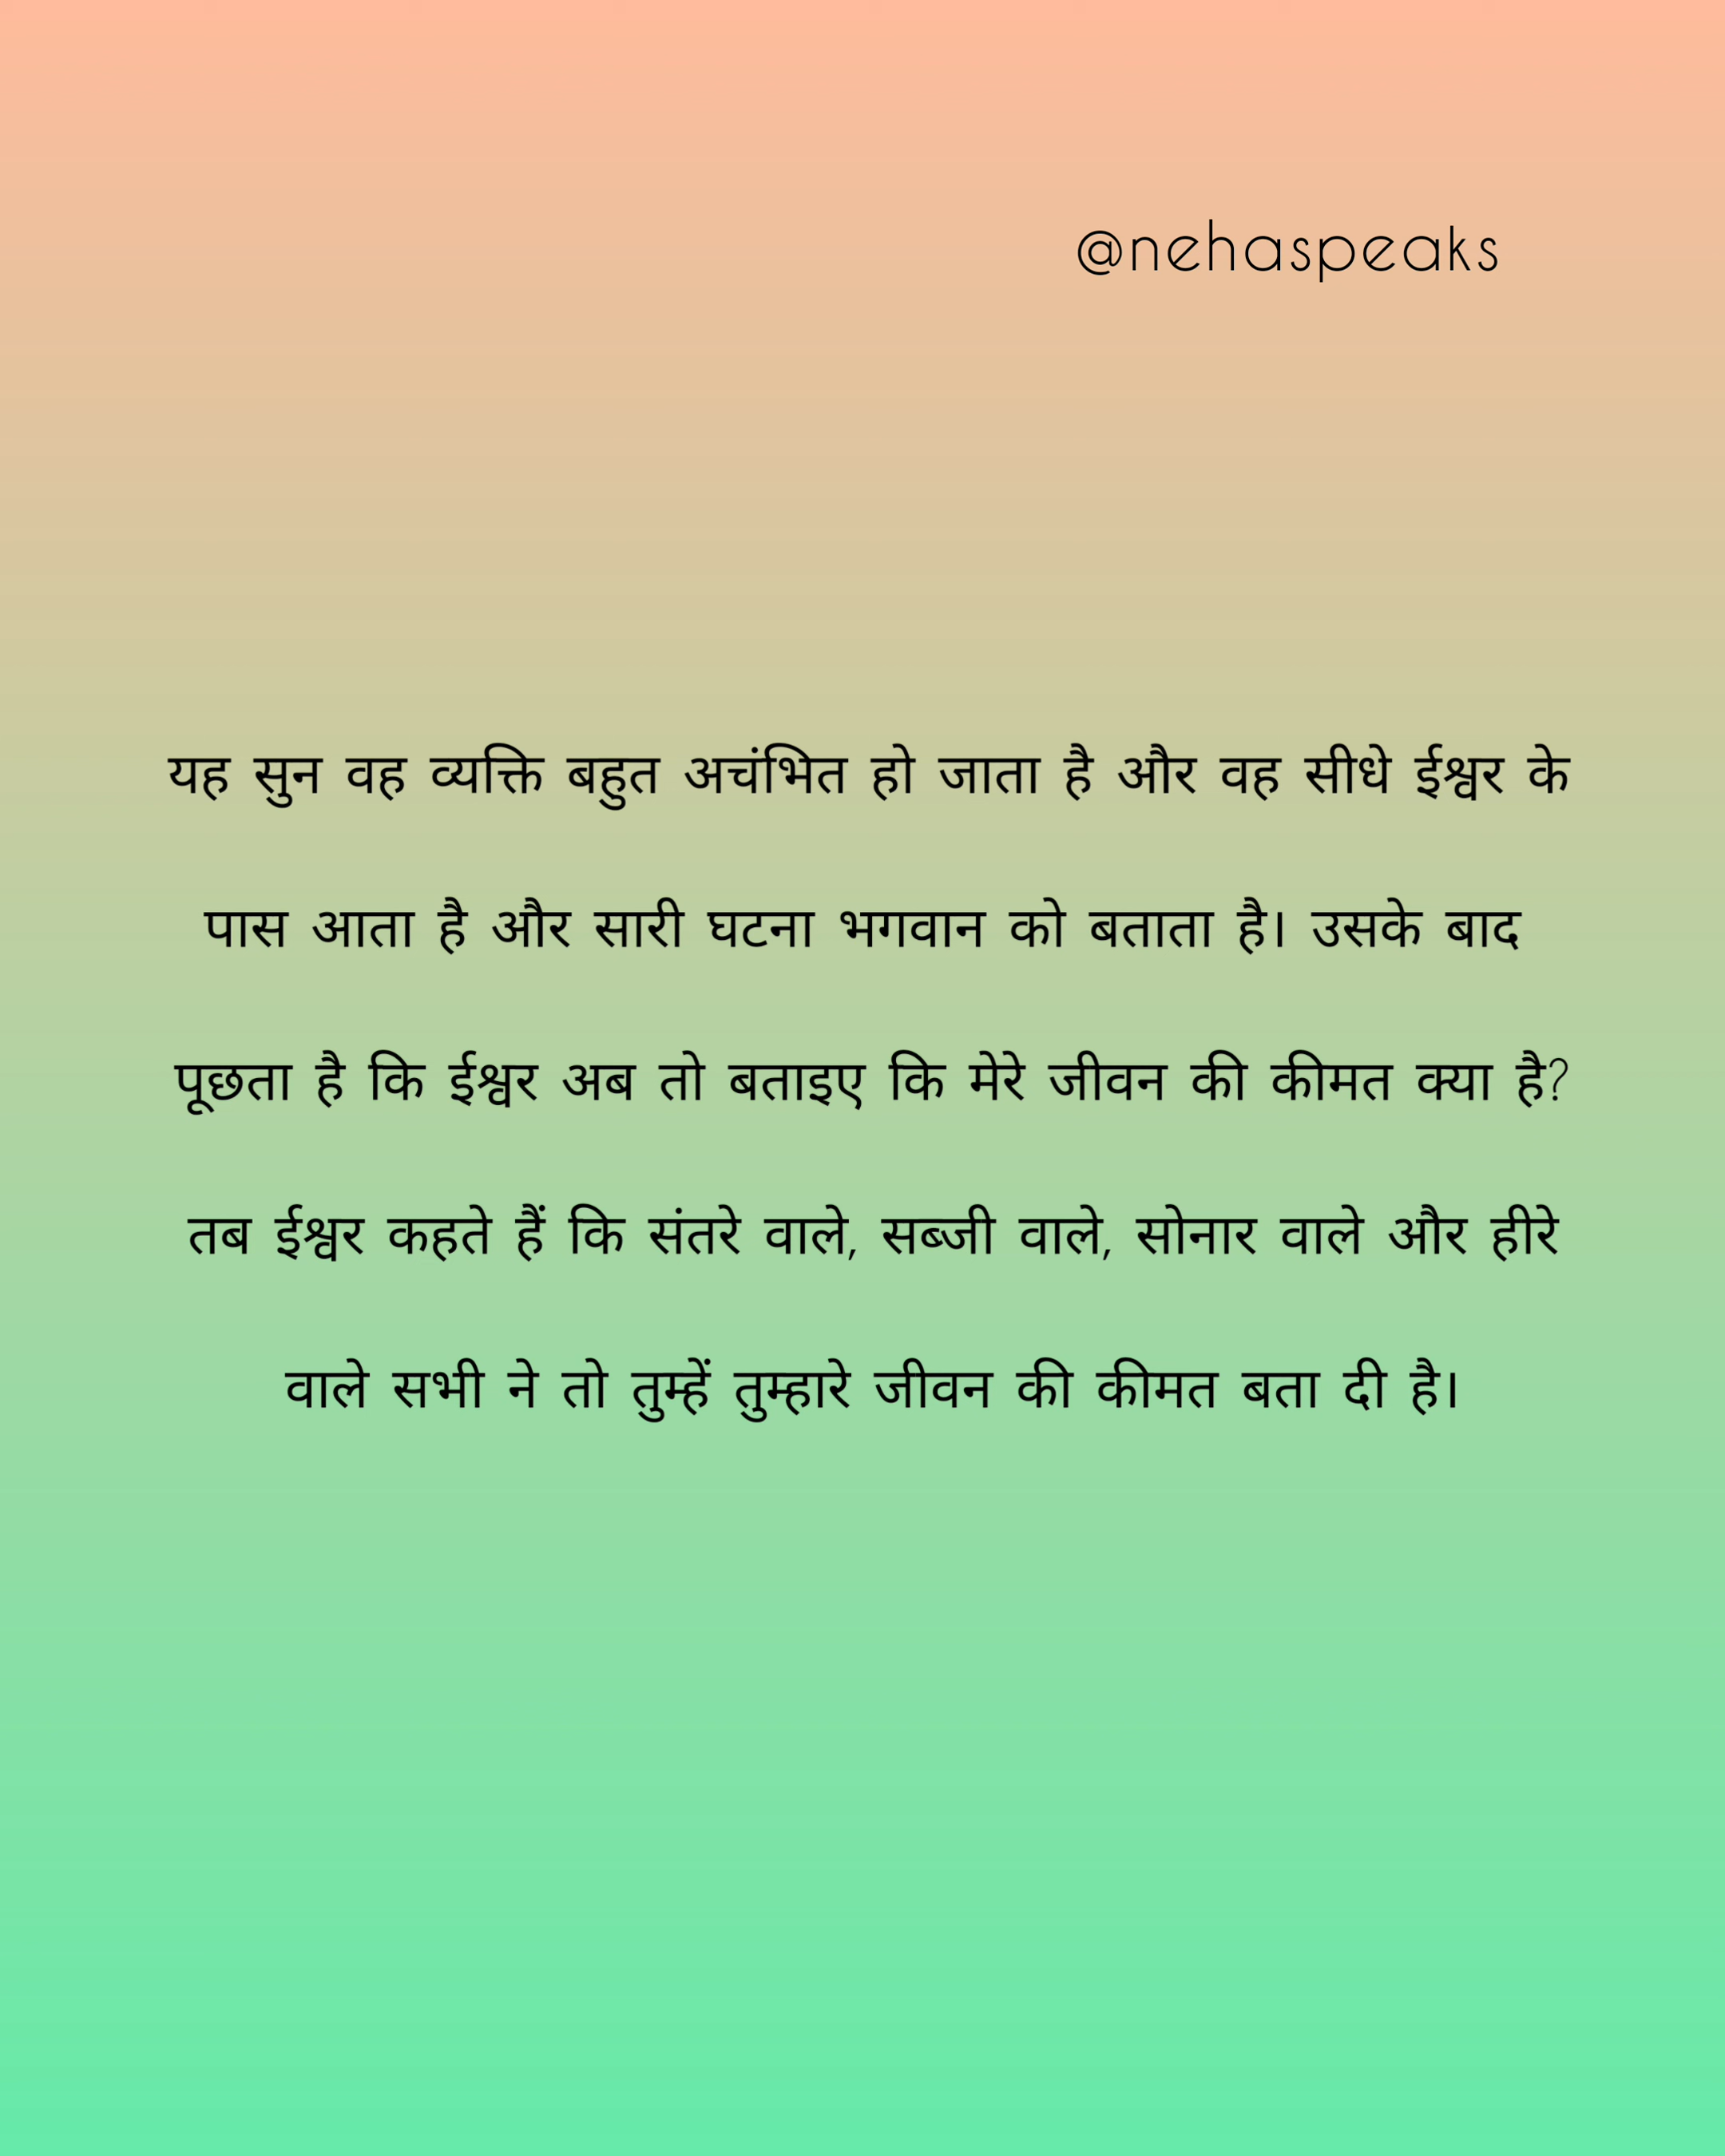 @nehaspeaks
यह सुन वह व्यक्ति बहुत अचंभित हो जाता है और वह सीधे ईश्वर के
पास आता है और सारी घटना भगवान को बताता है। उसके बाद
पूछता है कि ईश्वर अब तो बताइए कि मेरे जीवन की कीमत क्या है?
तब ईश्वर कहते हैं कि संतरे वाले, सब्जी वाले, सोनार वाले और हीरे
वाले सभी ने तो तुम्हें तुम्हारे जीवन की कीमत बता दी है।